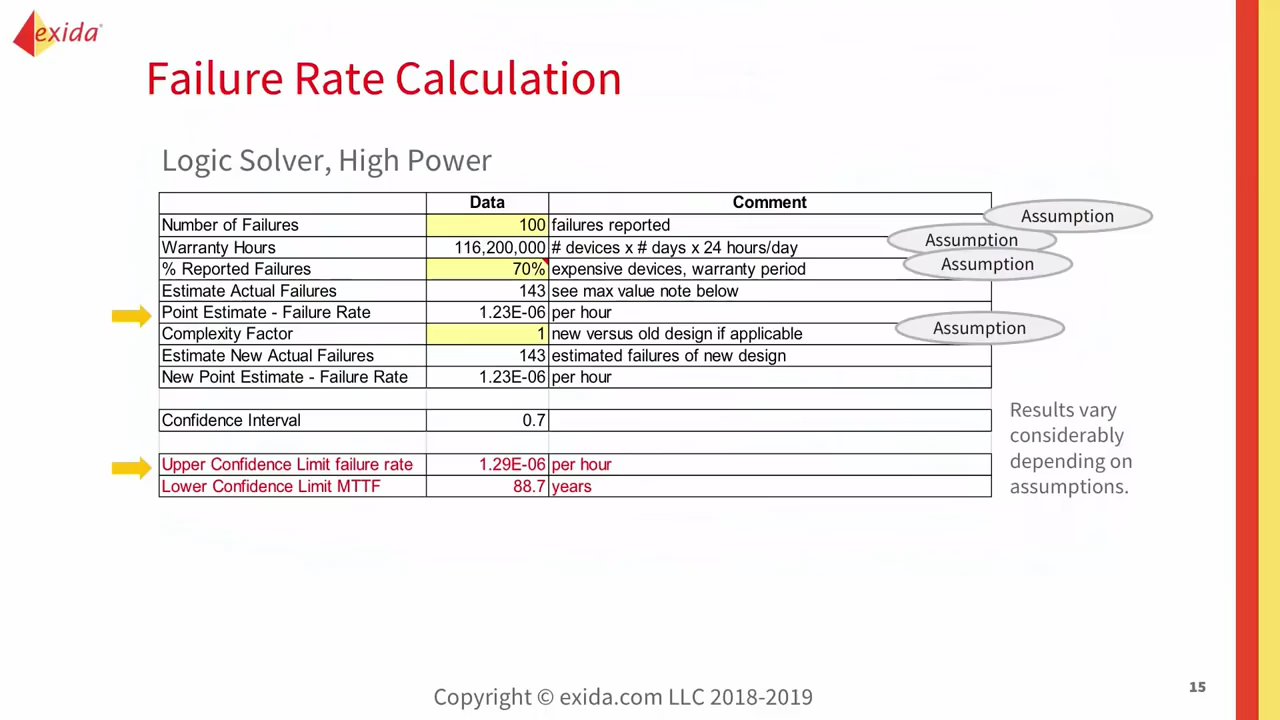 exida
Failure Rate Calculation
Logic Solver, High Power
Data Comment
Number of Failures 100 failures reported
Assumption
Warranty Hours 116,200,000 # devices x # days x 24 hours/day
Assumption
% Reported Failures 70% expensive devices, warranty period
Assumption
Estimate Actual Failures 143 see max value note below
Point Estimate - Failure Rate 1.23E-06 per hour
Complexity Factor 1 new versus old design if applicable
Assumption
Estimate New Actual Failures 143 estimated failures of new design
New Point Estimate - Failure Rate 1.23E-06 per hour
Confidence Interval 0.7
Upper Confidence Limit failure rate 1.29E-06 per hour
Lower Confidence Limit MTTF 88.7 years
Results vary
considerably
depending on
assumptions.
Copyright © exida.com LLC 2018-2019
15